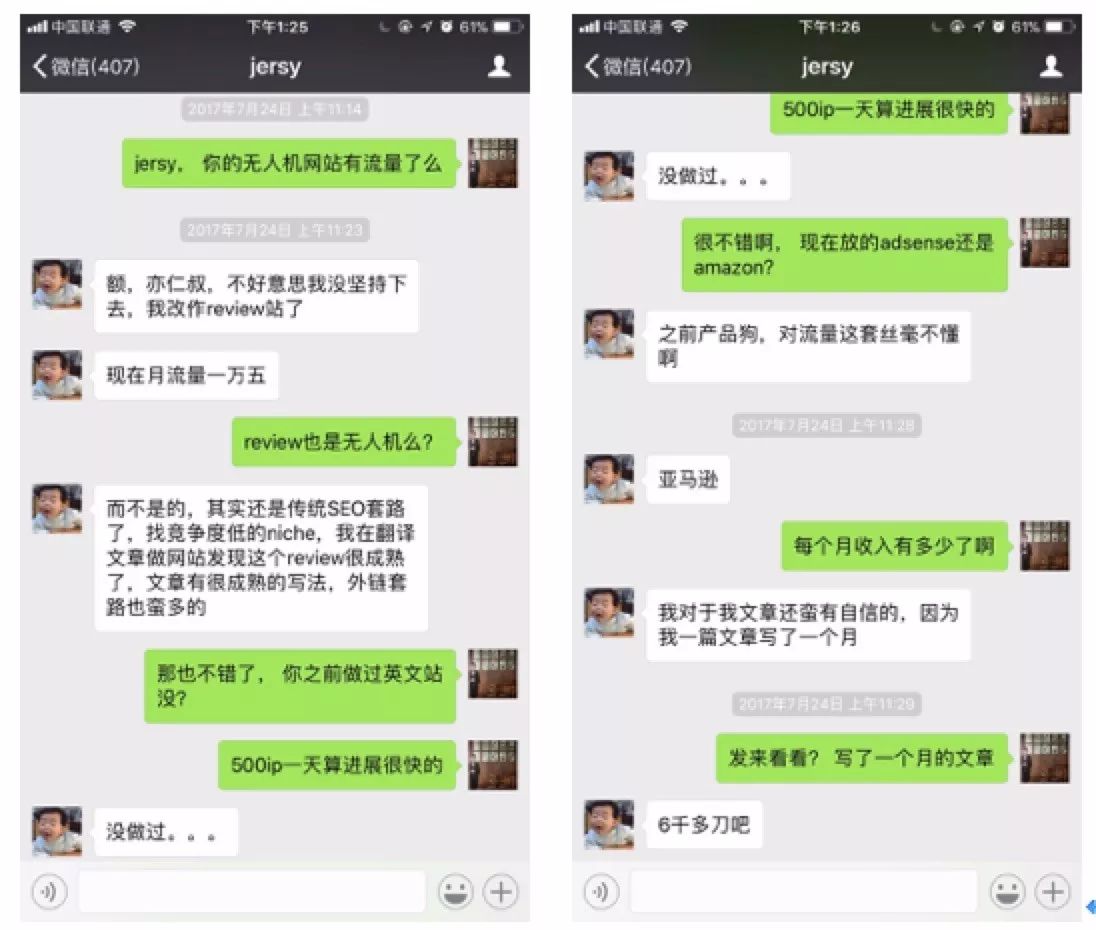 中国联通
下午1:25
61%
微信(407)
jersy
2017年7月24日 上午11:14
jersy， 你的无人机网站有流量了么
2017年7月24日 上午11:23
额，亦仁叔，不好意思我没坚持下
去，我改作review站了
现在月流量一万五
review也是无人机么？
而不是的，其实还是传统SEO套路
了，找竞争度低的niche，我在翻译
文章做网站发现这个review很成熟
了，文章有很成熟的写法，外链套
路也蛮多的
那也不错了， 你之前做过英文站
没？
500ip一天算进展很快的
没做过。。。
中国联通
下午1:26
61%
微信(407)
jersy
500ip一天算进展很快的
没做过。。。
很不错啊， 现在放的adsense还是
amazon？
之前产品狗，对流量这套丝毫不懂
啊
2017年7月24日 上午11:28
亚马逊
每个月收入有多少了啊
我对于我文章还蛮有自信的，因为
我一篇文章写了一个月
2017年7月24日 上午11:29
发来看看？ 写了一个月的文章
6千多刀吧